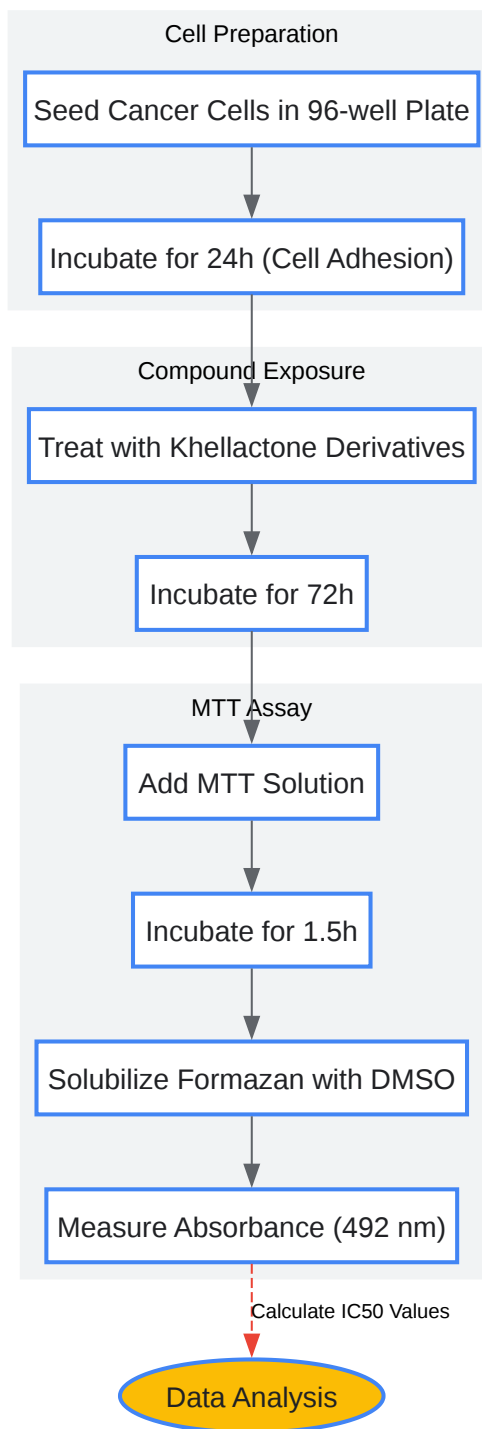 Cell Preparation
Seed Cancer Cells in 96-well Plate
Incubate for 24h (Cell Adhesion)
Compound Exposure
Treat with Khellactone Derivatives
Incubate for 72h
MTT Assay
Add MTT Solution
Incubate for 1.5h
Solubilize Formazan with DMSO
Measure Absorbance (492 nm)
Calculate IC50 Values
Data Analysis